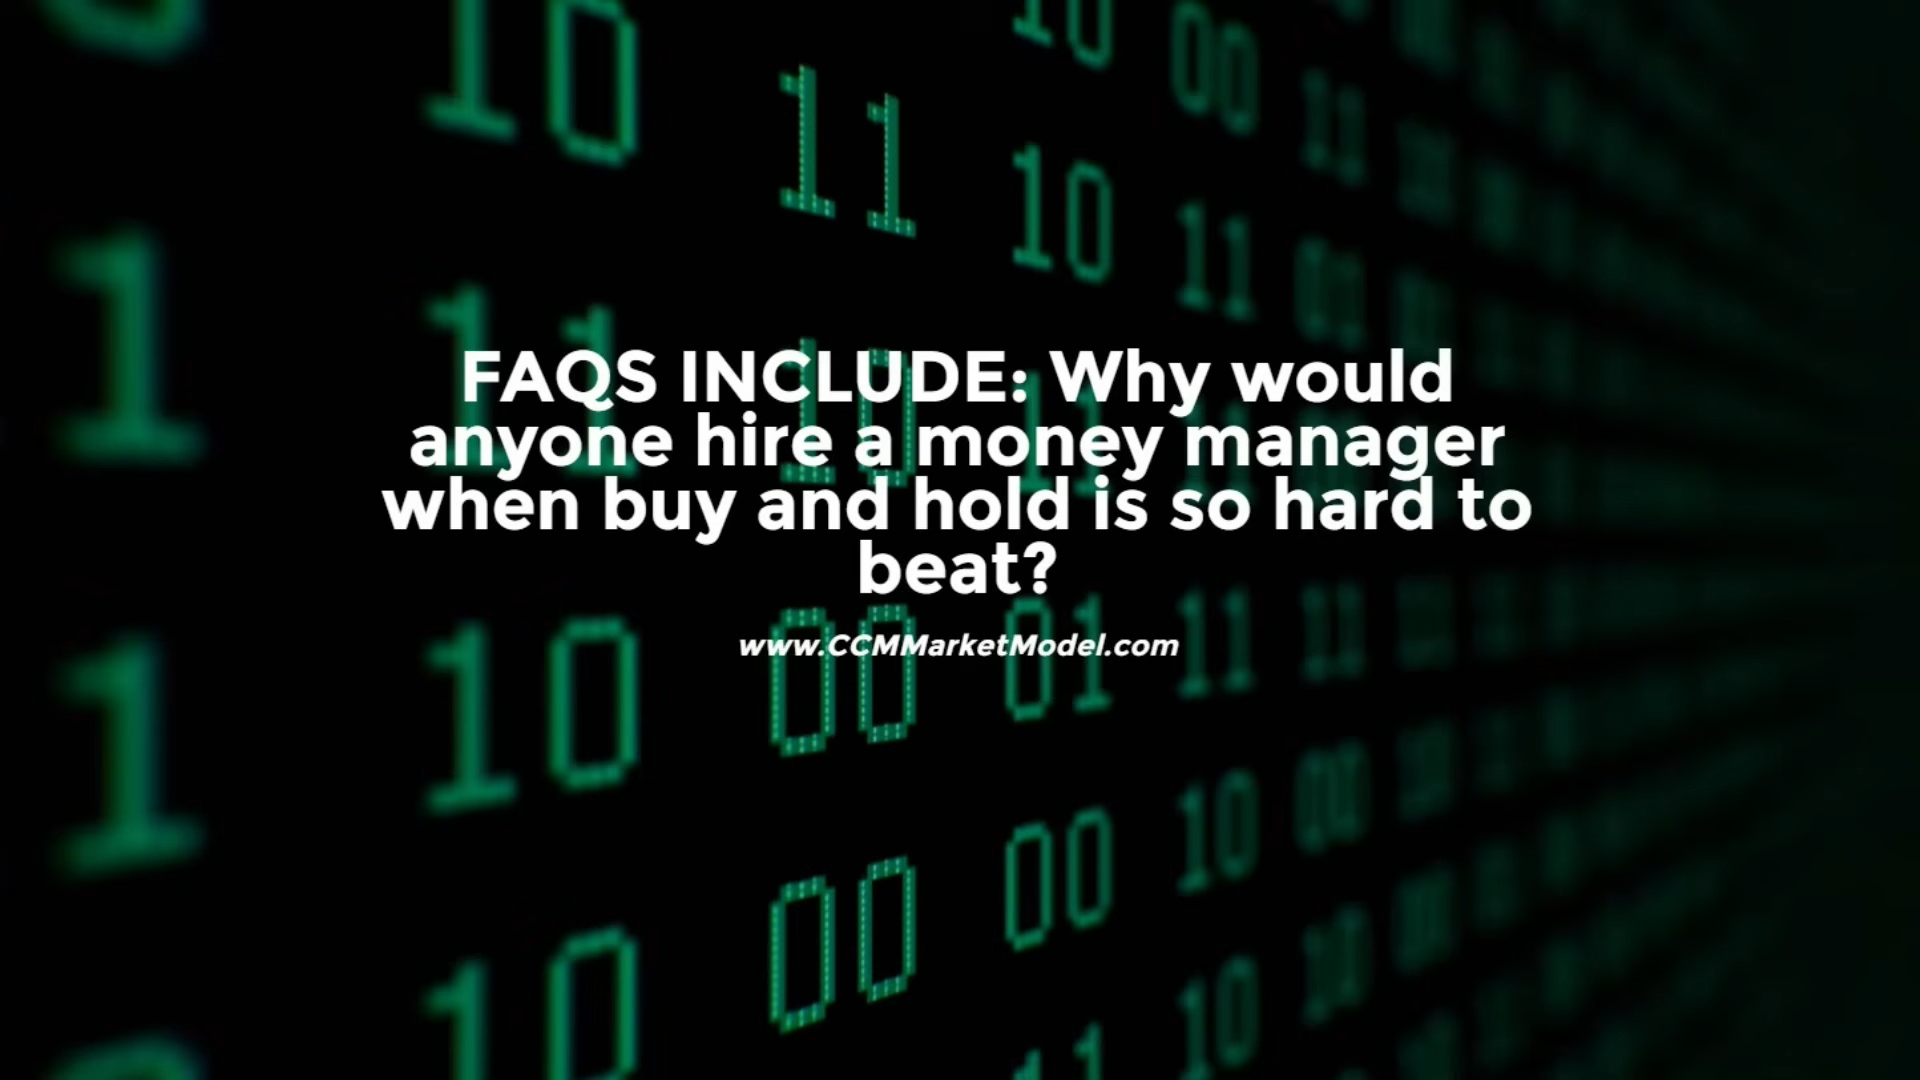 FAQS INCLUDE: Why would
anyone hire a money manager
when buy and hold is so hard to
beat?
www.CCMMarketModel.com